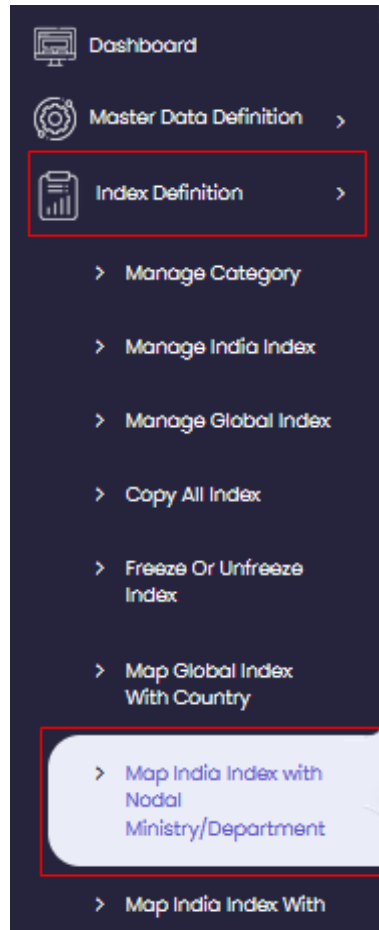 Dashboard
Master Data Definition
Index Definition
Manage Category
Manage India Index
Manage Global Index
Copy All Index
Freeze Or Unfreeze
Index
Map Global Index
With Country
Map India Index with
Nodal
Ministry/Department
Map India Index With